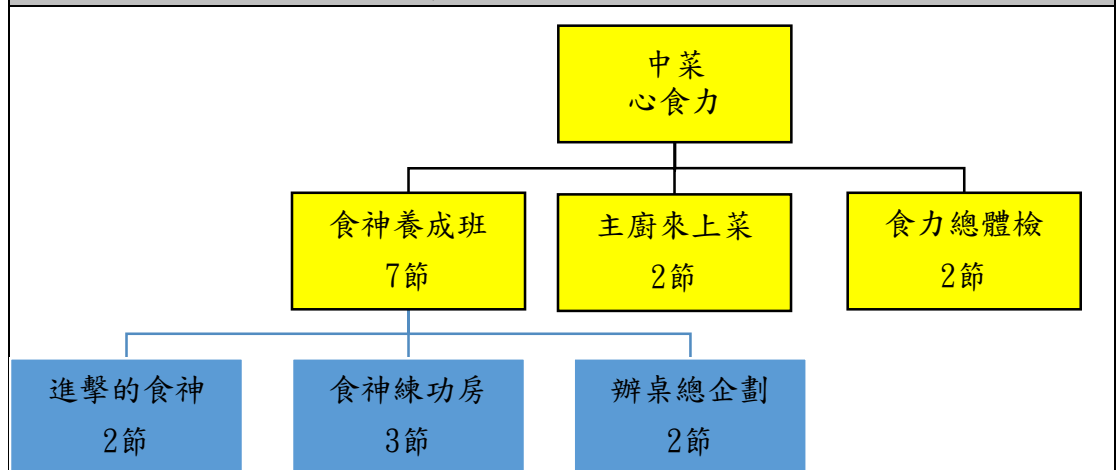 中菜
心食力
食神養成班
7節
主廚來上菜
2節
食力總體檢
2節
進擊的食神
2節
食神練功房
3節
辦桌總企劃
2節